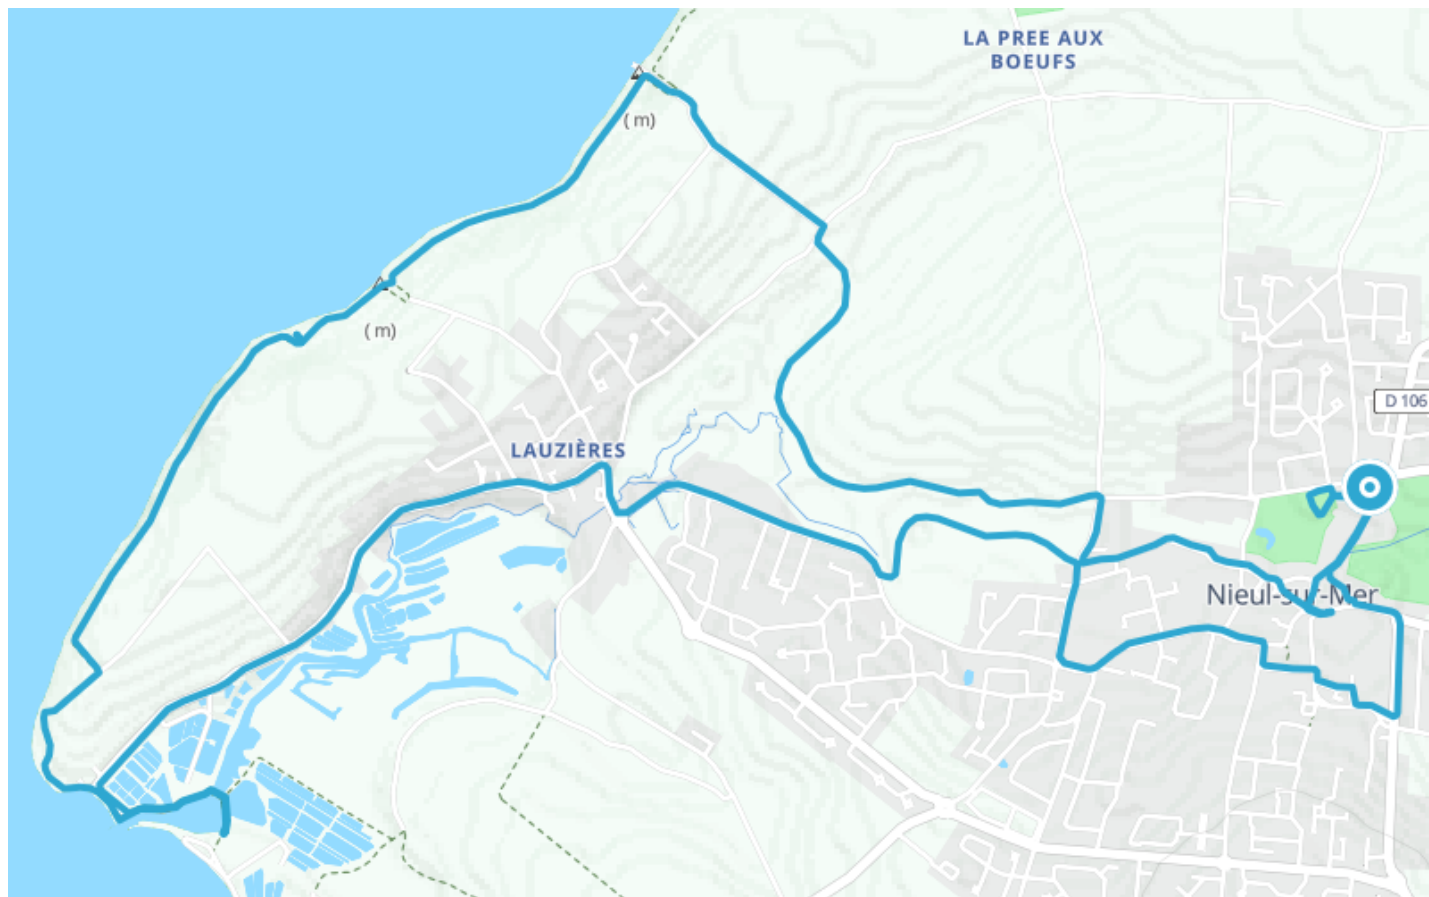 LA PREE AUX
BOEUFS
( m)
( m)
D 106
LAUZIÈRES
Nieul-sur-Mer